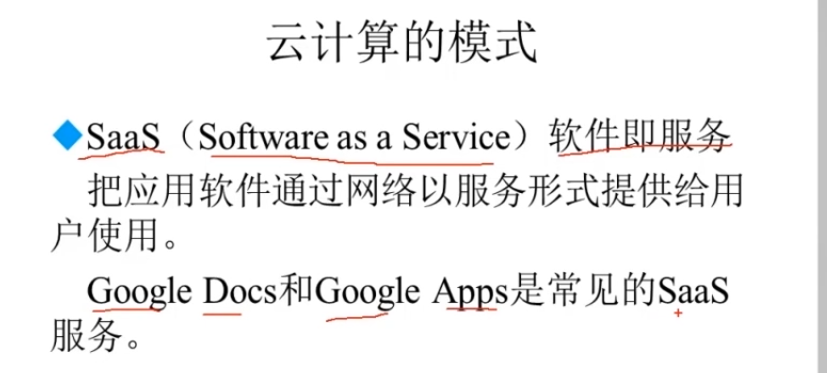 云计算的模式
SaaS（Software as a Service）软件即服务
把应用软件通过网络以服务形式提供给用
户使用。
Google Docs和Google Apps是常见的SaaS
服务。